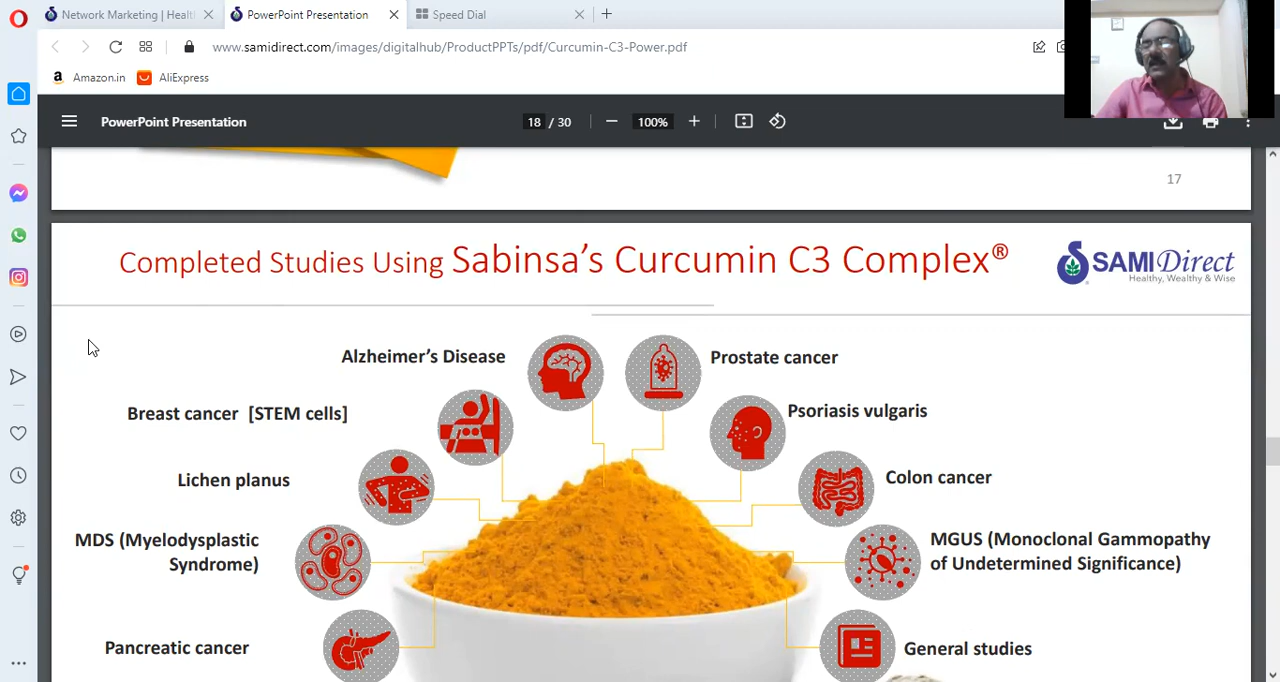 Network Marketing | Healt
PowerPoint Presentation
Speed Dial
www.samidirect.com/images/digitalhub/ProductPPTs/pdf/Curcumin-C3-Power.pdf
Amazon.in
AliExpress
PowerPoint Presentation
18 / 30
100%
17
Completed Studies Using Sabinsa's Curcumin C3 Complex®
SAMI Direct
Healthy, Wealthy & Wise
Alzheimer's Disease
Prostate cancer
Breast cancer [STEM cells]
Psoriasis vulgaris
Lichen planus
Colon cancer
MDS (Myelodysplastic
Syndrome)
MGUS (Monoclonal Gammopathy
of Undetermined Significance)
Pancreatic cancer
General studies